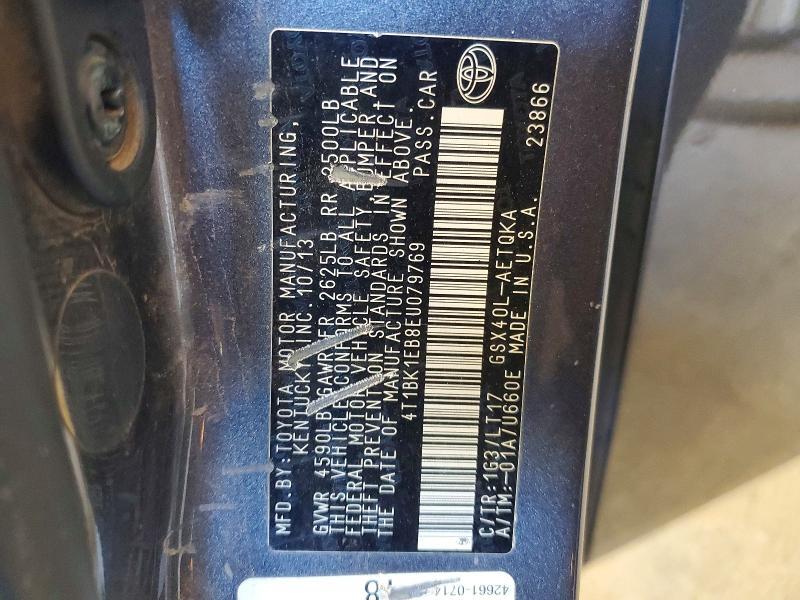 MFD.BY:TOYOTA MOTOR MANUFACTURING,
KENTUCKY, INC. 10/13
GVWR 4590LB GAWR FR 2625LB RR 2500LB
THIS VEHICLE CONFORMS TO ALL APPLICABLE
FEDERAL MOTOR VEHICLE SAFETY, BUMPER, AND
THEFT PREVENTION STANDARDS IN EFFECT ON
THE DATE OF MANUFACTURE SHOWN ABOVE.
4T1BK1EB8EU079769 PASS.CAR
C/TR:1G3/LT17 GSX40L-AETQKA
A/TM:-01A/U660E MADE IN U.S.A. 23866
42661-0714